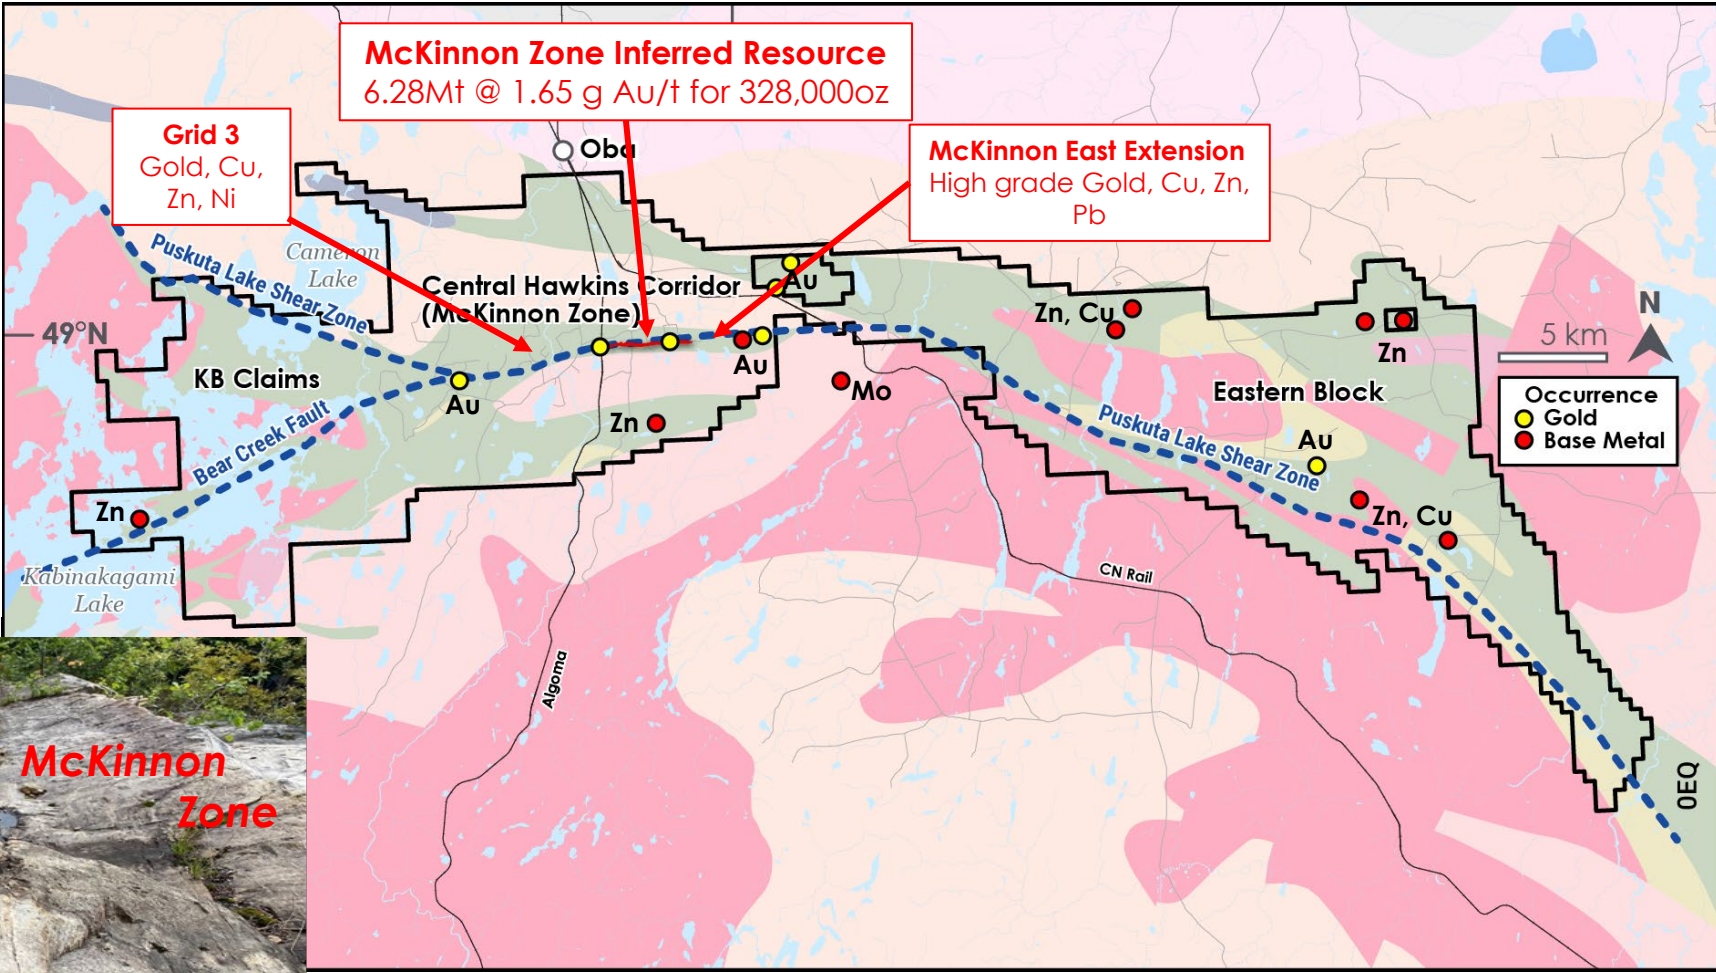 McKinnon Zone Inferred Resource
6.28Mt @ 1.65 g Au/t for 328,000oz
Grid 3
Gold, Cu,
Zn, Ni
McKinnon East Extension
High grade Gold, Cu, Zn,
Pb
Oba
Cameron
Lake
Puskuta Lake Shear Zone
Central Hawkins Corridor
(McKinnon Zone)
Au
Zn, Cu
N
5 km
49°N
Zn
KB Claims
Au
Au
Mo
Eastern Block
Occurrence
Gold
Base Metal
Bear Creek Fault
Zn
Puskuta Lake Shear Zone
Au
Zn
Zn, Cu
Kabinakagami
Lake
CN Rail
Algoma
McKinnon
Zone
0EQ